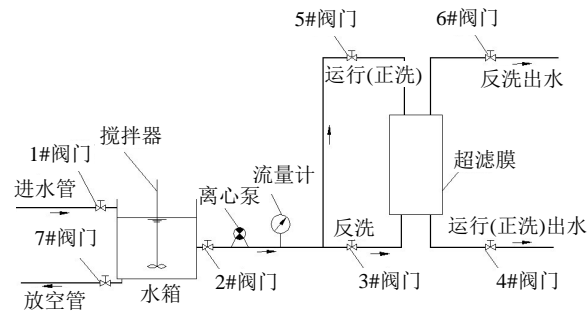 5#阀门
6#阀门
运行(正洗)
反洗出水
搅拌器
1#阀门
流量计
超滤膜
离心泵
进水管
反洗
运行(正洗)出水
7#阀门
2#阀门
3#阀门
4#阀门
放空管
水箱